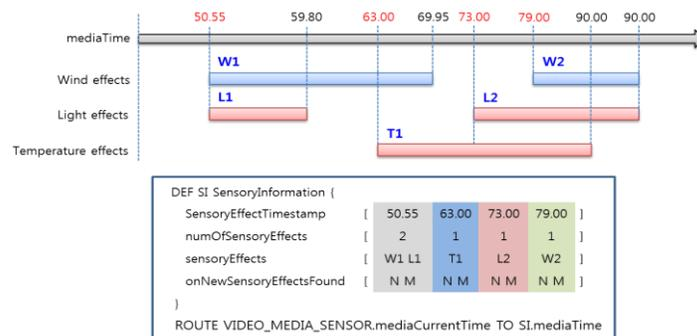 50.55 59.80 63.00 69.95 73.00 79.00 90.00 90.00
mediaTime
W1 W2
Wind effects
L1 L2
Light effects
T1
Temperature effects
DEF SI SensoryInformation {
SensoryEffectTimestamp [ 50.55 63.00 73.00 79.00 ]
numOfSensoryEffects [ 2 1 1 1 ]
sensoryEffects [ W1 L1 T1 L2 W2 ]
onNewSensoryEffectsFound [ N M N M N M N M ]
}
ROUTE VIDEO_MEDIA_SENSOR.mediaCurrentTime TO SI.mediaTime